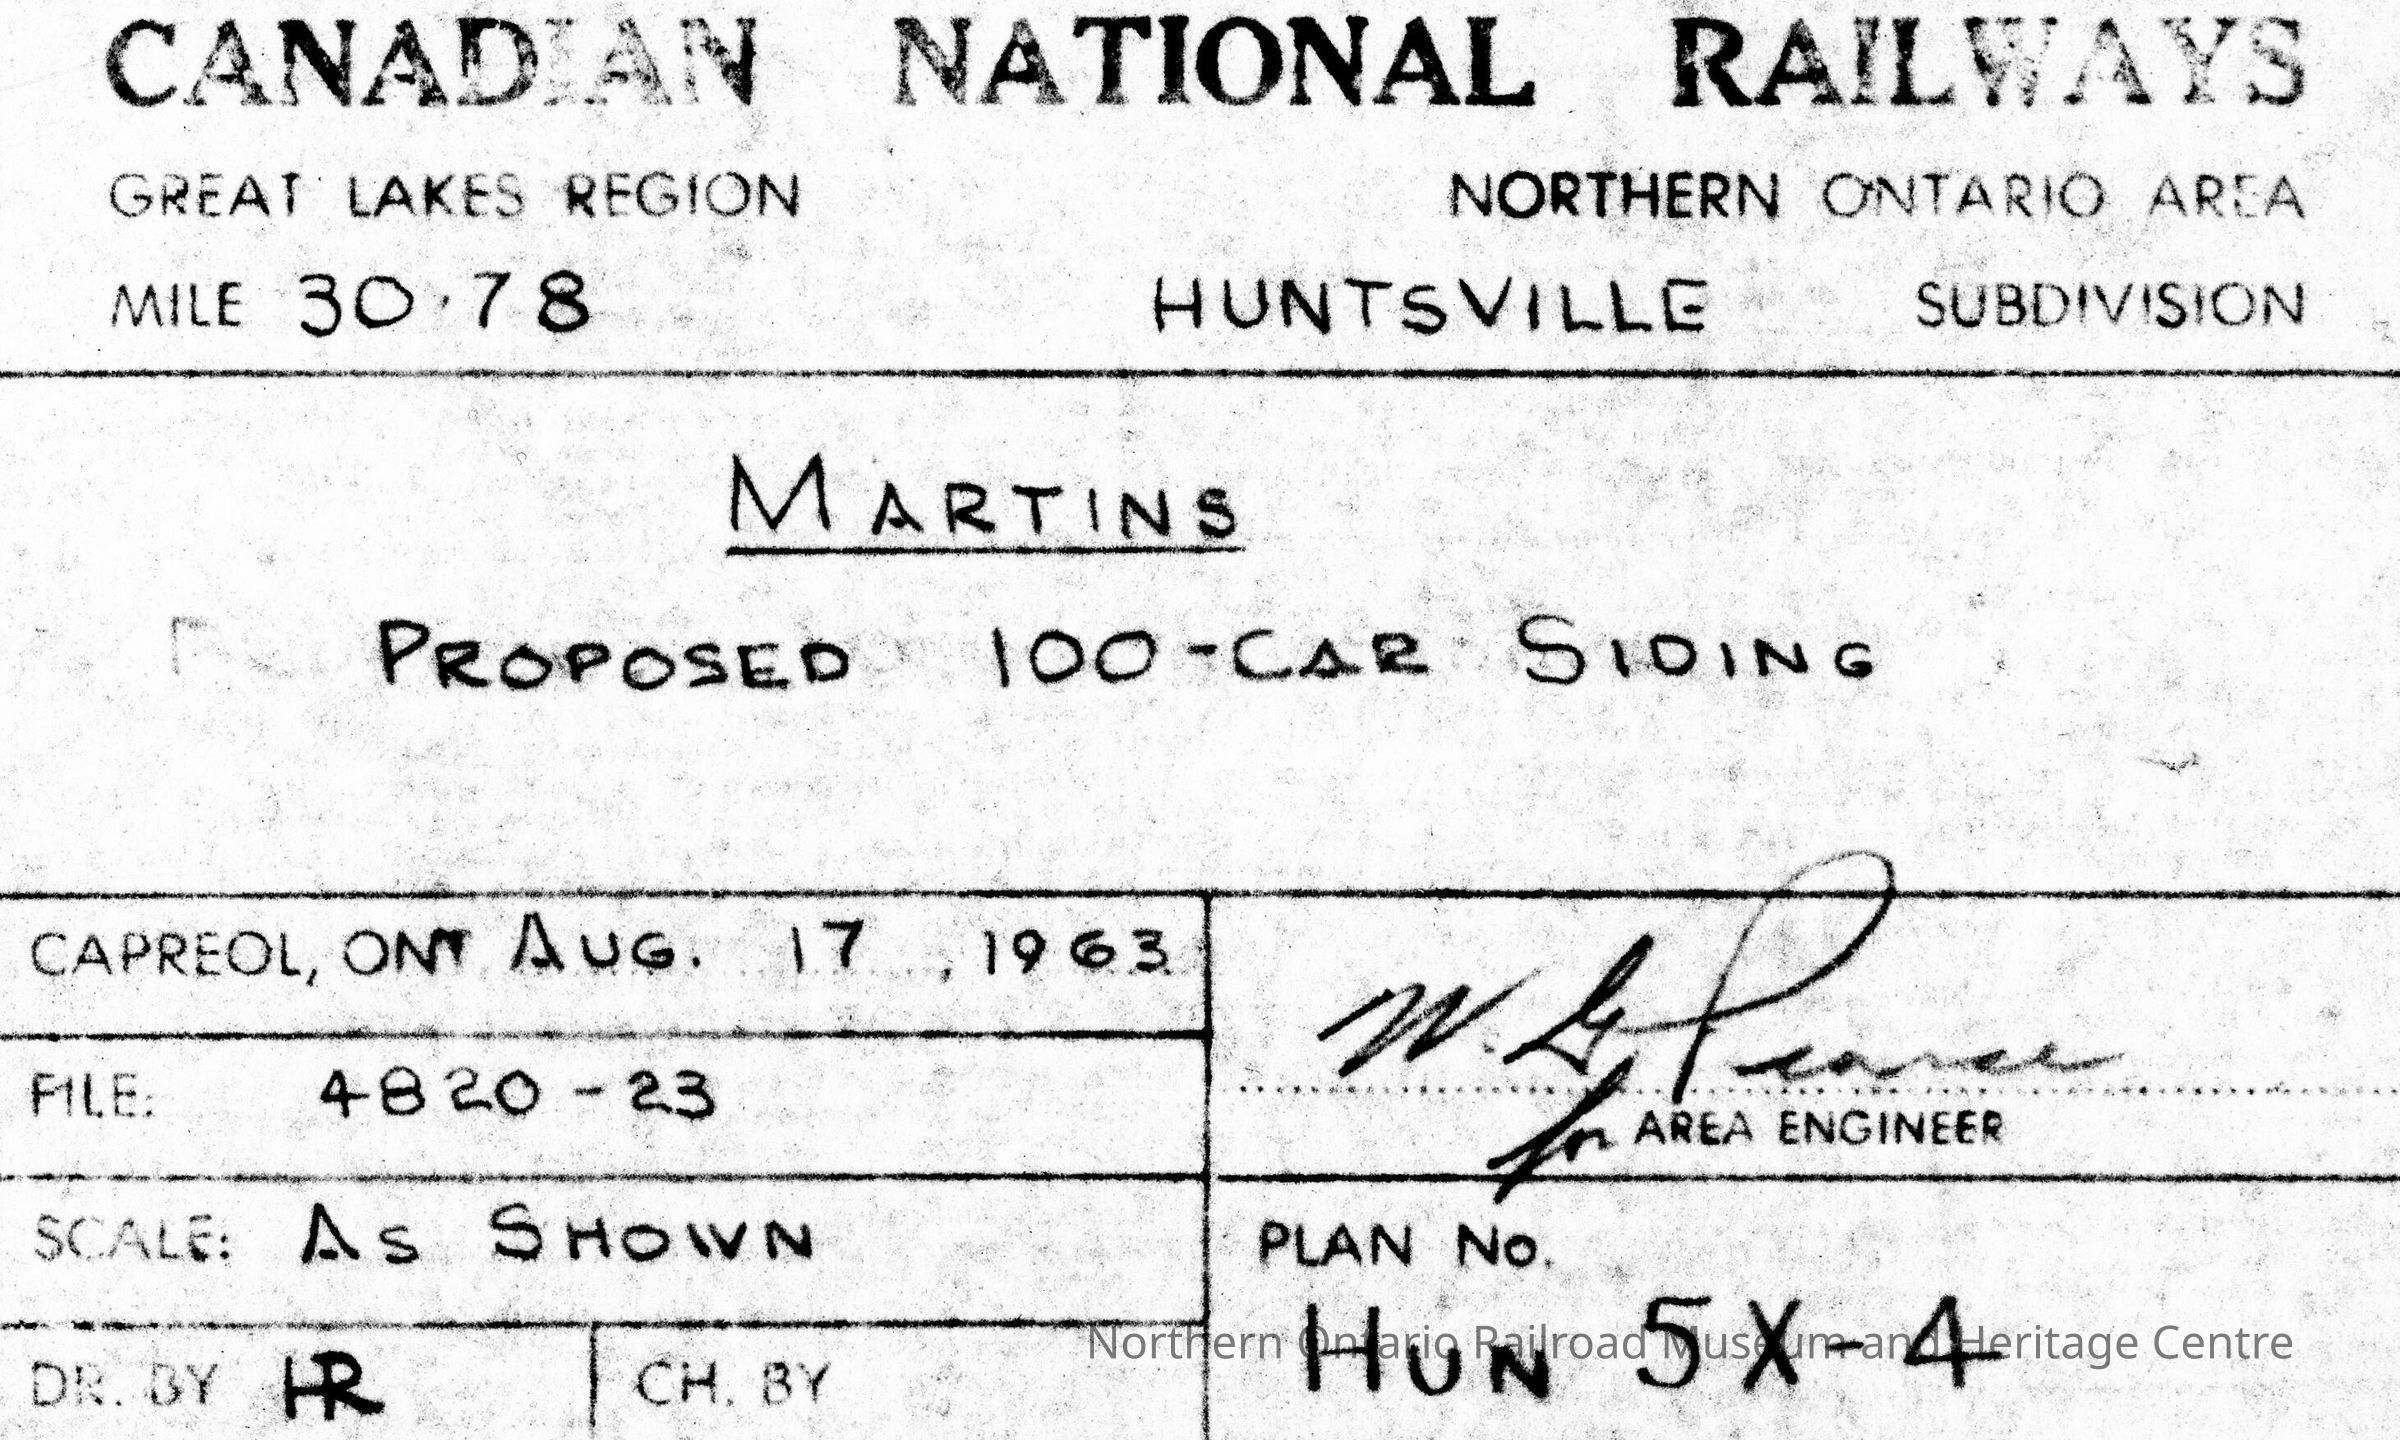 CANADIAN NATIONAL RAILWAYS
GREAT LAKES REGION NORTHERN ONTARIO AREA
MILE 30.78 HUNTSVILLE SUBDIVISION
MARTINS
PROPOSED 100-CAR SIDING
CAPREOL, ONT AUG. 17, 1963
W. G. Pearce
for AREA ENGINEER
FILE: 4820-23
SCALE: AS SHOWN
PLAN No.
HUN 5X-4
DR. BY HR CH. BY
Northern Ontario Railroad Museum and Heritage Centre